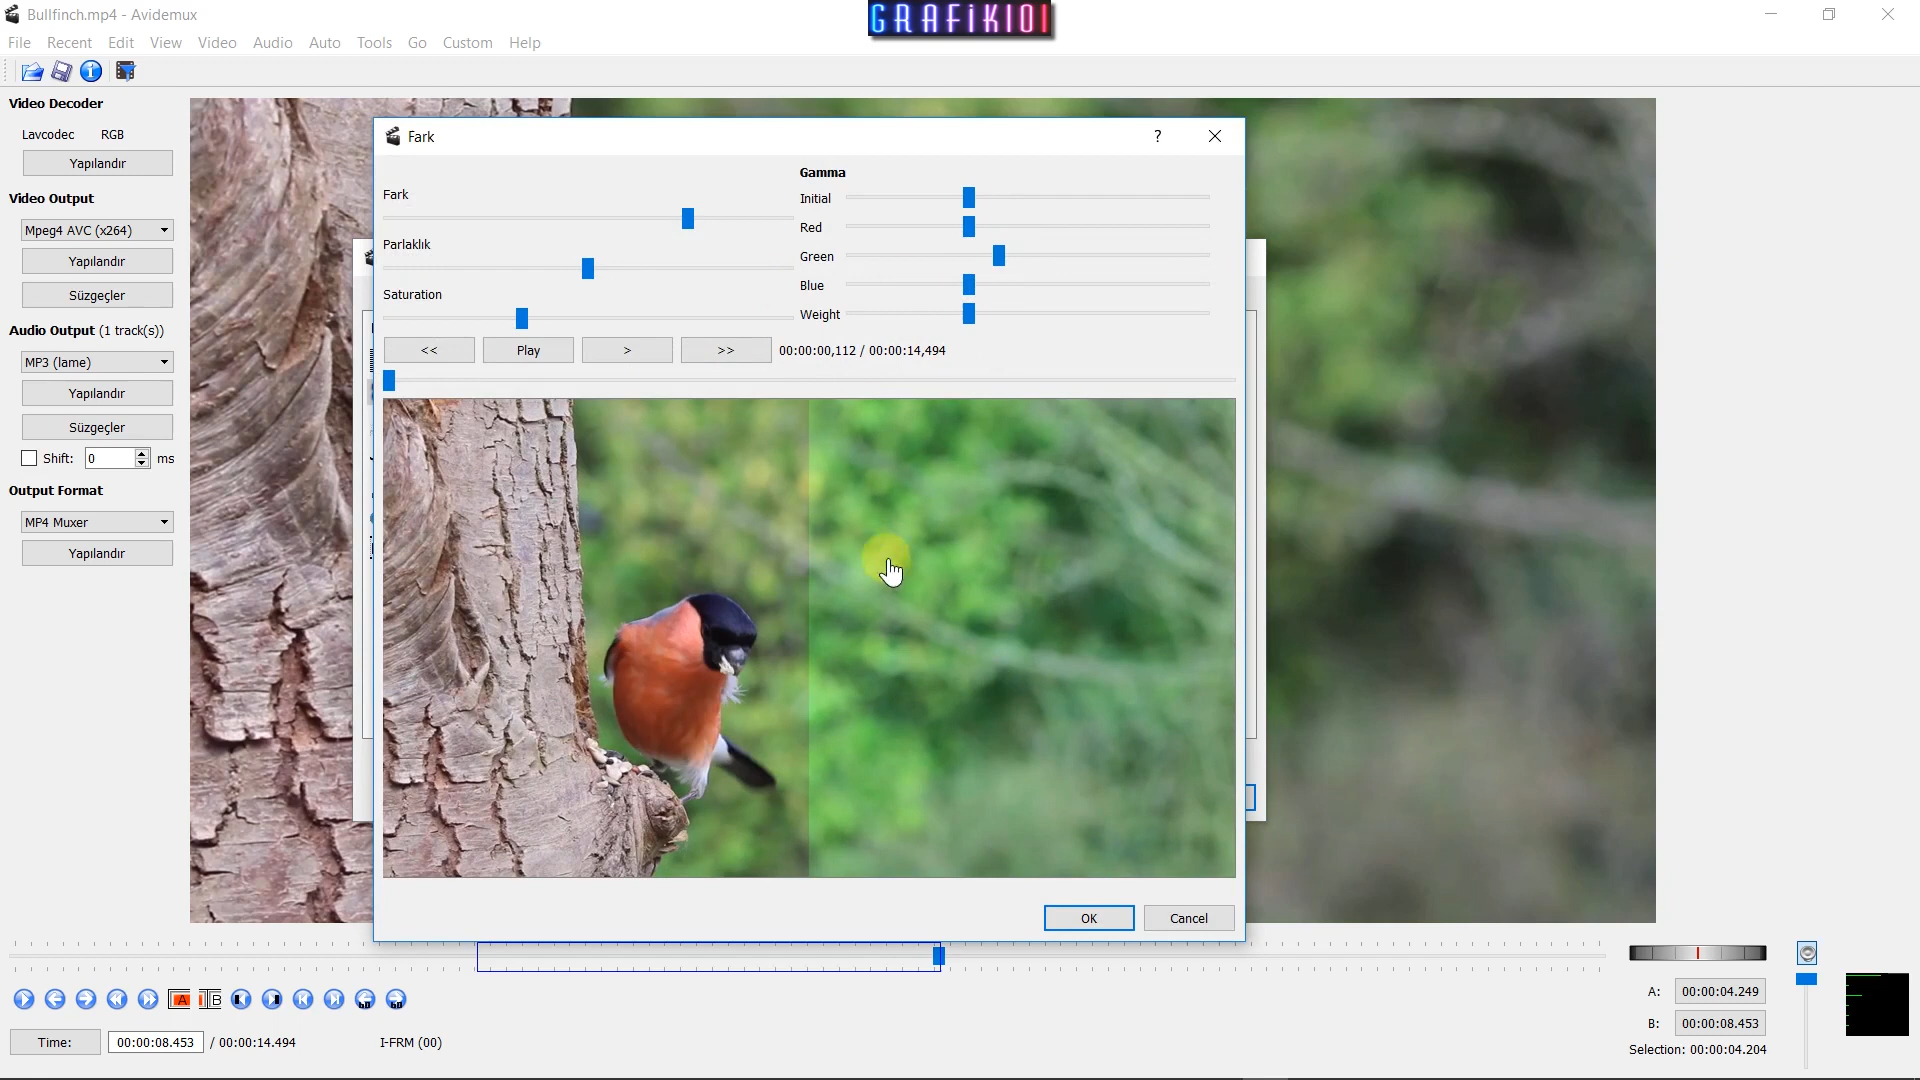 Bullfinch.mp4 - Avidemux
GRAFİK101
File Recent Edit View Video Audio Auto Tools Go Custom Help
Video Decoder
Lavcodec RGB
Yapılandır
Video Output
Mpeg4 AVC (x264)
Yapılandır
Süzgeçler
Audio Output (1 track(s))
MP3 (lame)
Yapılandır
Süzgeçler
Shift: 0 ms
Output Format
MP4 Muxer
Yapılandır
Fark ?
Fark
Parlaklık
Saturation
Gamma
Initial
Red
Green
Blue
Weight
<< Play > >> 00:00:00,112 / 00:00:14,494
OK Cancel
A B
60 60
Time: 00:00:08.453 / 00:00:14.494 I-FRM (00)
A: 00:00:04.249
B: 00:00:08.453
Selection: 00:00:04.204